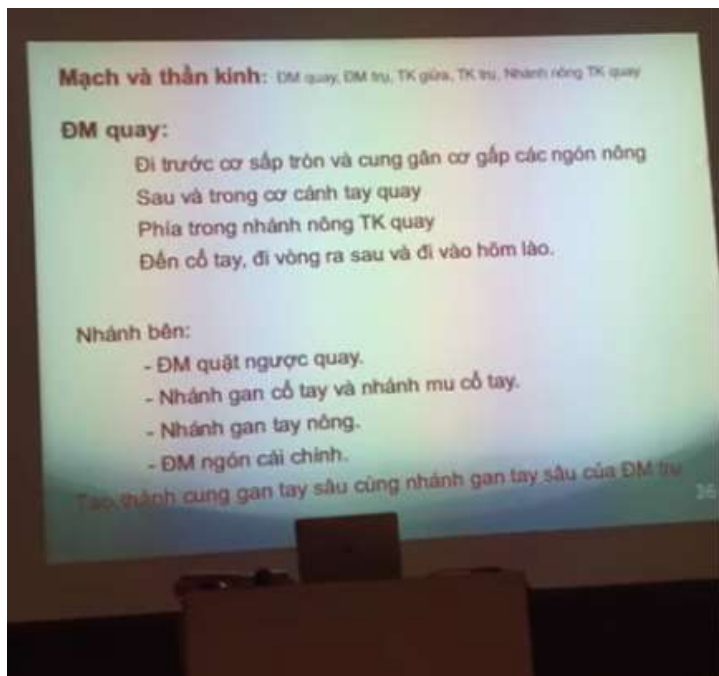 Mạch và thần kinh: ĐM quay, ĐM trụ, TK giữa, TK trụ, Nhánh nông TK quay
ĐM quay:
Đi trước cơ sấp tròn và cung gân cơ gấp các ngón nông
Sau và trong cơ cánh tay quay
Phía trong nhánh nông TK quay
Đến cổ tay, đi vòng ra sau và đi vào hõm lào.
Nhánh bên:
- ĐM quặt ngược quay.
- Nhánh gan cổ tay và nhánh mu cổ tay.
- Nhánh gan tay nông.
- ĐM ngón cái chính.
Tạo thành cung gan tay sâu cùng nhánh gan tay sâu của ĐM trụ
36